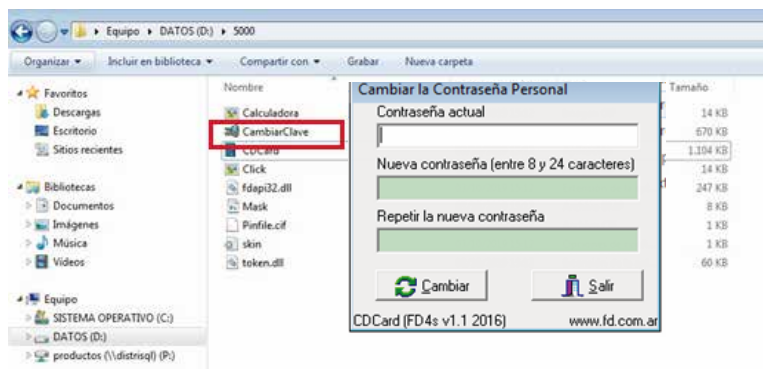 Equipo ▸ DATOS (D:) ▸ 5000
Organizar Incluir en biblioteca Compartir con Grabar Nueva carpeta
Favoritos
Descargas
Escritorio
Sitios recientes
Bibliotecas
Documentos
Imágenes
Música
Videos
Equipo
SISTEMA OPERATIVO (C:)
DATOS (D:)
productos (\\distrisql) (P:)
Nombre
Calculadora
CambiarClave
CDCard
Click
fdapi32.dll
Mask
Pinfile.cif
skin
token.dll
Cambiar la Contraseña Personal
Contraseña actual
Nueva contraseña (entre 8 y 24 caracteres)
Repetir la nueva contraseña
Cambiar Salir
CDCard (FD4s v1.1 2016) www.fd.com.ar
Tamaño
14 KB
670 KB
1.104 KB
14 KB
247 KB
8 KB
1 KB
1 KB
60 KB